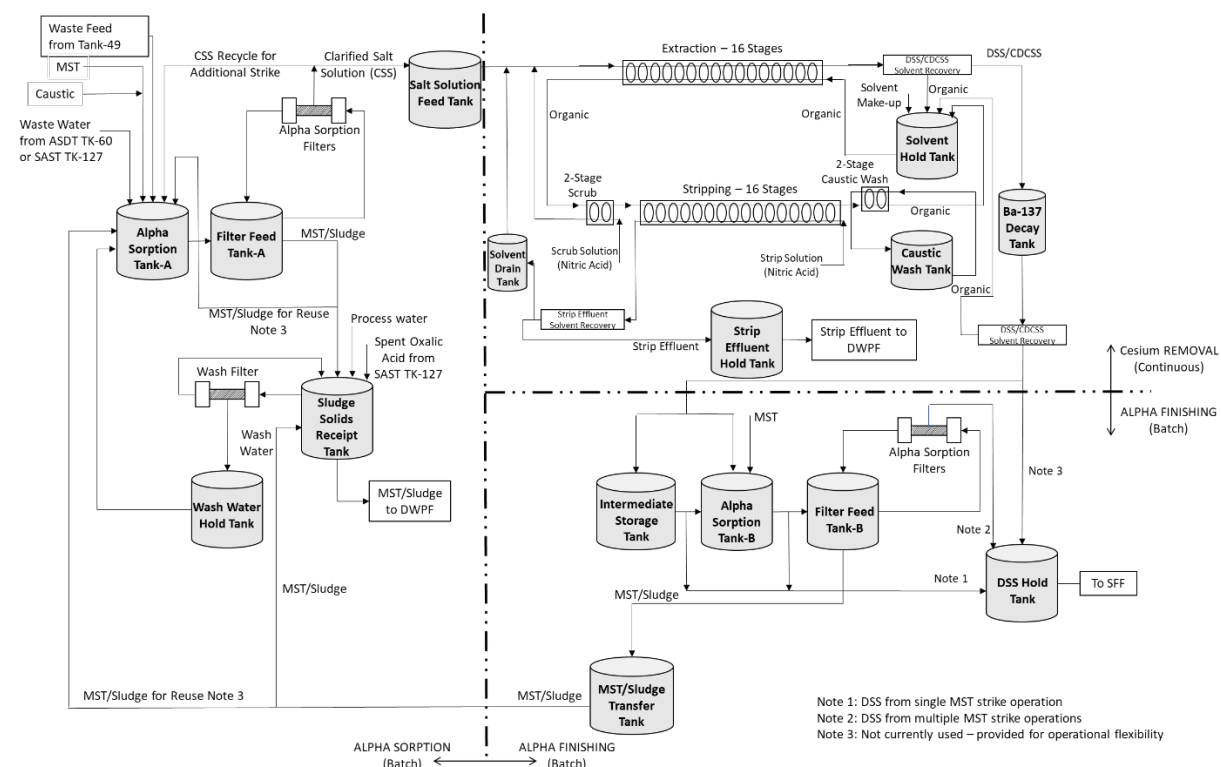 Waste Feed
from Tank-49
MST
Caustic
Waste Water
from ASDT TK-60
or SAST TK-127
CSS Recycle for
Additional Strike
Clarified Salt
Solution (CSS)
Alpha Sorption
Filters
Salt Solution
Feed Tank
Alpha
Sorption
Tank-A
Filter Feed
Tank-A
MST/Sludge
MST/Sludge for Reuse
Note 3
Process water
Spent Oxalic
Acid from
SAST TK-127
Wash Filter
Sludge
Solids
Receipt
Tank
Wash
Water
Wash Water
Hold Tank
MST/Sludge
to DWPF
MST/Sludge
MST/Sludge for Reuse Note 3
Extraction – 16 Stages
DSS/CDCSS
Solvent Recovery
DSS/CDCSS
Solvent
Make-up
Organic
Organic
Organic
Solvent
Hold Tank
2-Stage
Scrub
Stripping – 16 Stages
2-Stage
Caustic Wash
Organic
Ba-137
Decay
Tank
Solvent
Drain
Tank
Scrub Solution
(Nitric Acid)
Strip Solution
(Nitric Acid)
Caustic
Wash Tank
Organic
Strip Effluent
Solvent Recovery
Strip Effluent
Strip
Effluent
Hold Tank
Strip Effluent to
DWPF
DSS/CDCSS
Solvent Recovery
Cesium REMOVAL
(Continuous)
ALPHA FINISHING
(Batch)
MST
Alpha Sorption
Filters
Intermediate
Storage
Tank
Alpha
Sorption
Tank-B
Filter Feed
Tank-B
Note 3
Note 2
Note 1
DSS Hold
Tank
To SFF
MST/Sludge
MST/Sludge
MST/Sludge
Transfer
Tank
Note 1: DSS from single MST strike operation
Note 2: DSS from multiple MST strike operations
Note 3: Not currently used – provided for operational flexibility
ALPHA SORPTION
(Batch)
ALPHA FINISHING
(Batch)